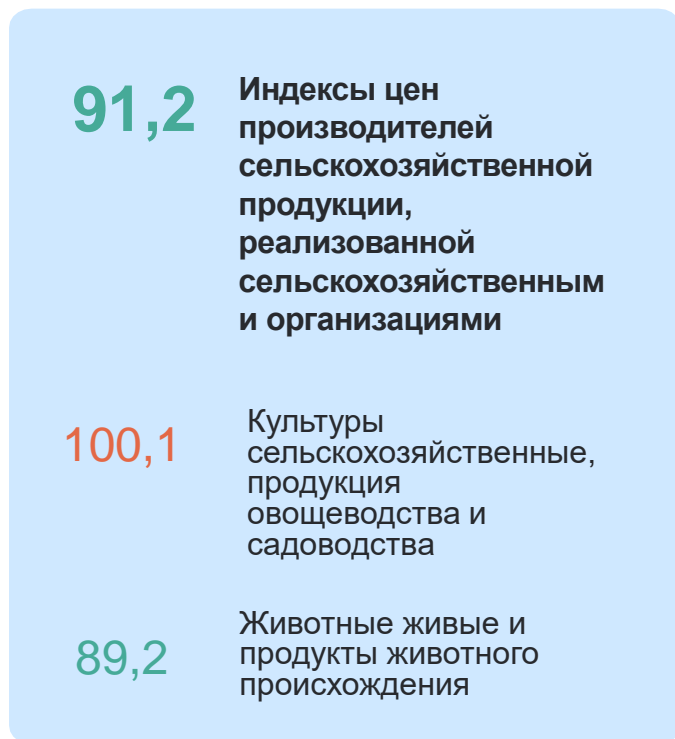 91,2
Индексы цен
производителей
сельскохозяйственной
продукции,
реализованной
сельскохозяйственным
и организациями
100,1
Культуры
сельскохозяйственные,
продукция
овощеводства и
садоводства
89,2
Животные живые и
продукты животного
происхождения